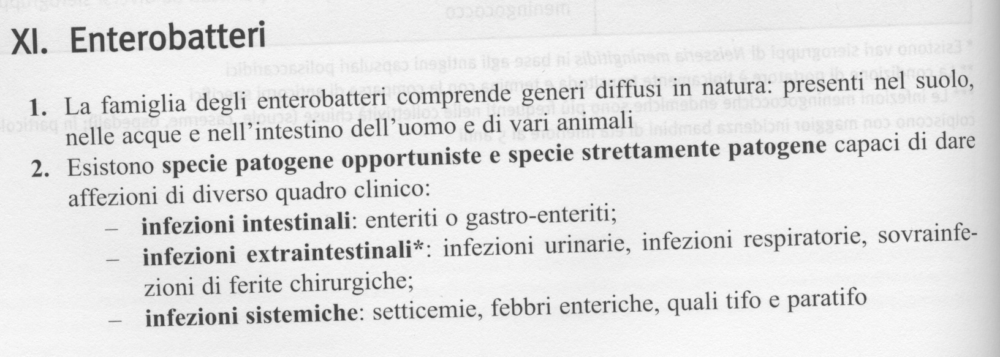 XI. Enterobatteri
1. La famiglia degli enterobatteri comprende generi diffusi in natura: presenti nel suolo,
nelle acque e nell'intestino dell'uomo e di vari animali
2. Esistono specie patogene opportuniste e specie strettamente patogene capaci di dare
affezioni di diverso quadro clinico:
– infezioni intestinali: enteriti o gastro-enteriti;
– infezioni extraintestinali*: infezioni urinarie, infezioni respiratorie, sovrainfe-
zioni di ferite chirurgiche;
– infezioni sistemiche: setticemie, febbri enteriche, quali tifo e paratifo